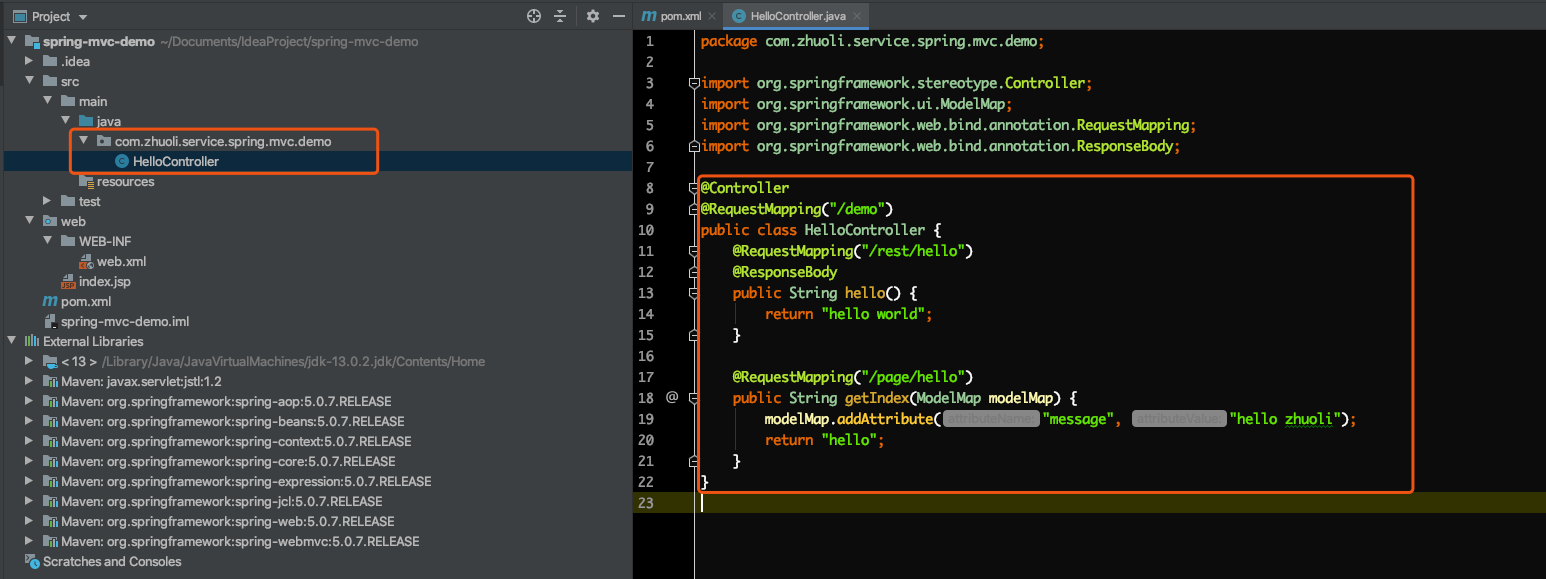 Project
spring-mvc-demo ~/Documents/IdeaProject/spring-mvc-demo
.idea
src
main
java
com.zhuoli.service.spring.mvc.demo
HelloController
resources
test
web
WEB-INF
web.xml
index.jsp
pom.xml
spring-mvc-demo.iml
External Libraries
< 13 > /Library/Java/JavaVirtualMachines/jdk-13.0.2.jdk/Contents/Home
Maven: javax.servlet:jstl:1.2
Maven: org.springframework:spring-aop:5.0.7.RELEASE
Maven: org.springframework:spring-beans:5.0.7.RELEASE
Maven: org.springframework:spring-context:5.0.7.RELEASE
Maven: org.springframework:spring-core:5.0.7.RELEASE
Maven: org.springframework:spring-expression:5.0.7.RELEASE
Maven: org.springframework:spring-jcl:5.0.7.RELEASE
Maven: org.springframework:spring-web:5.0.7.RELEASE
Maven: org.springframework:spring-webmvc:5.0.7.RELEASE
Scratches and Consoles
pom.xml HelloController.java
1 package com.zhuoli.service.spring.mvc.demo;
2
3 import org.springframework.stereotype.Controller;
4 import org.springframework.ui.ModelMap;
5 import org.springframework.web.bind.annotation.RequestMapping;
6 import org.springframework.web.bind.annotation.ResponseBody;
7
8 @Controller
9 @RequestMapping("/demo")
10 public class HelloController {
11 @RequestMapping("/rest/hello")
12 @ResponseBody
13 public String hello() {
14 return "hello world";
15 }
16
17 @RequestMapping("/page/hello")
18 @ public String getIndex(ModelMap modelMap) {
19 modelMap.addAttribute( attributeName: "message", attributeValue: "hello zhuoli");
20 return "hello";
21 }
22 }
23